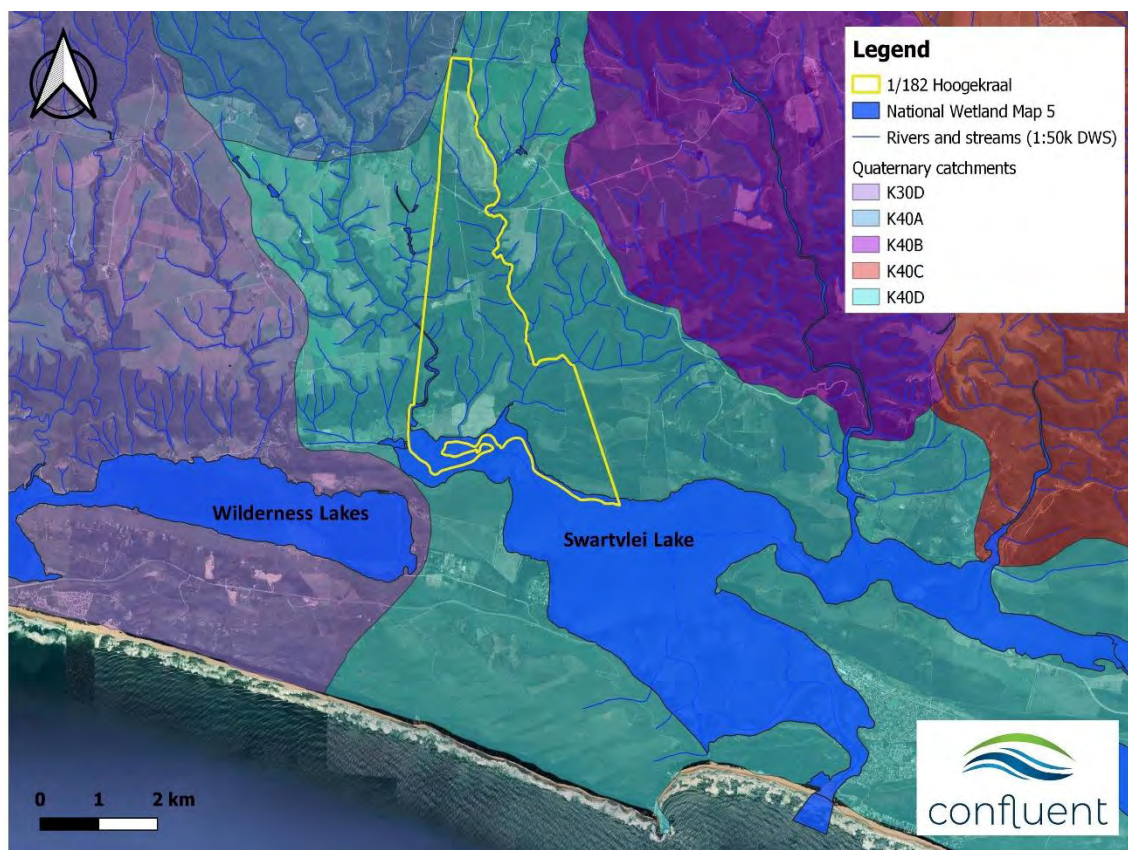 Legend
1/182 Hoogekraal
National Wetland Map 5
Rivers and streams (1:50k DWS)
Quaternary catchments
K30D
K40A
K40B
K40C
K40D
Wilderness Lakes
Swartvlei Lake
0 1 2 km
confluent